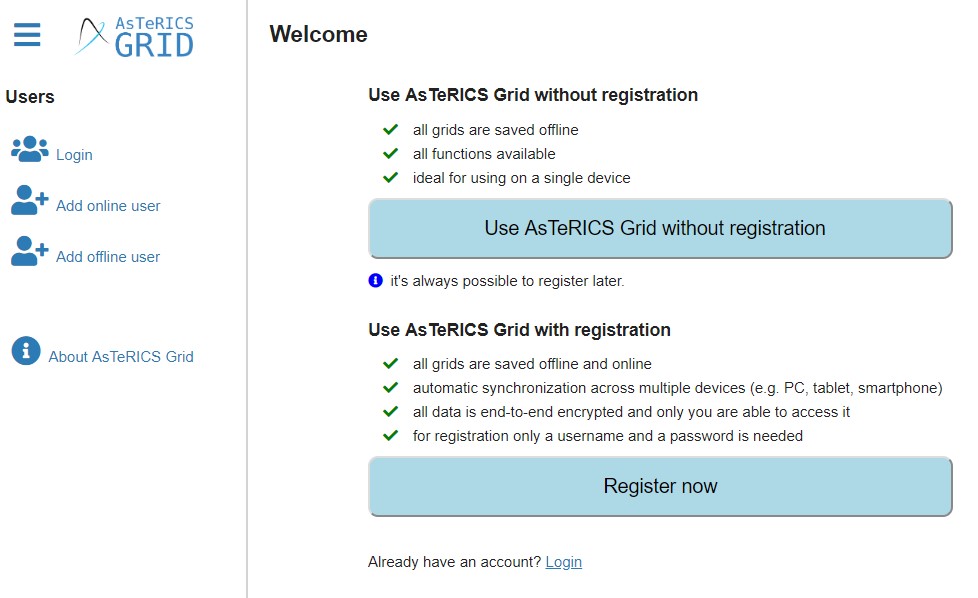 AsTeRICS
GRID
Users
Login
Add online user
Add offline user
About AsTeRICS Grid
Welcome
Use AsTeRICS Grid without registration
all grids are saved offline
all functions available
ideal for using on a single device
Use AsTeRICS Grid without registration
it's always possible to register later.
Use AsTeRICS Grid with registration
all grids are saved offline and online
automatic synchronization across multiple devices (e.g. PC, tablet, smartphone)
all data is end-to-end encrypted and only you are able to access it
for registration only a username and a password is needed
Register now
Already have an account? Login